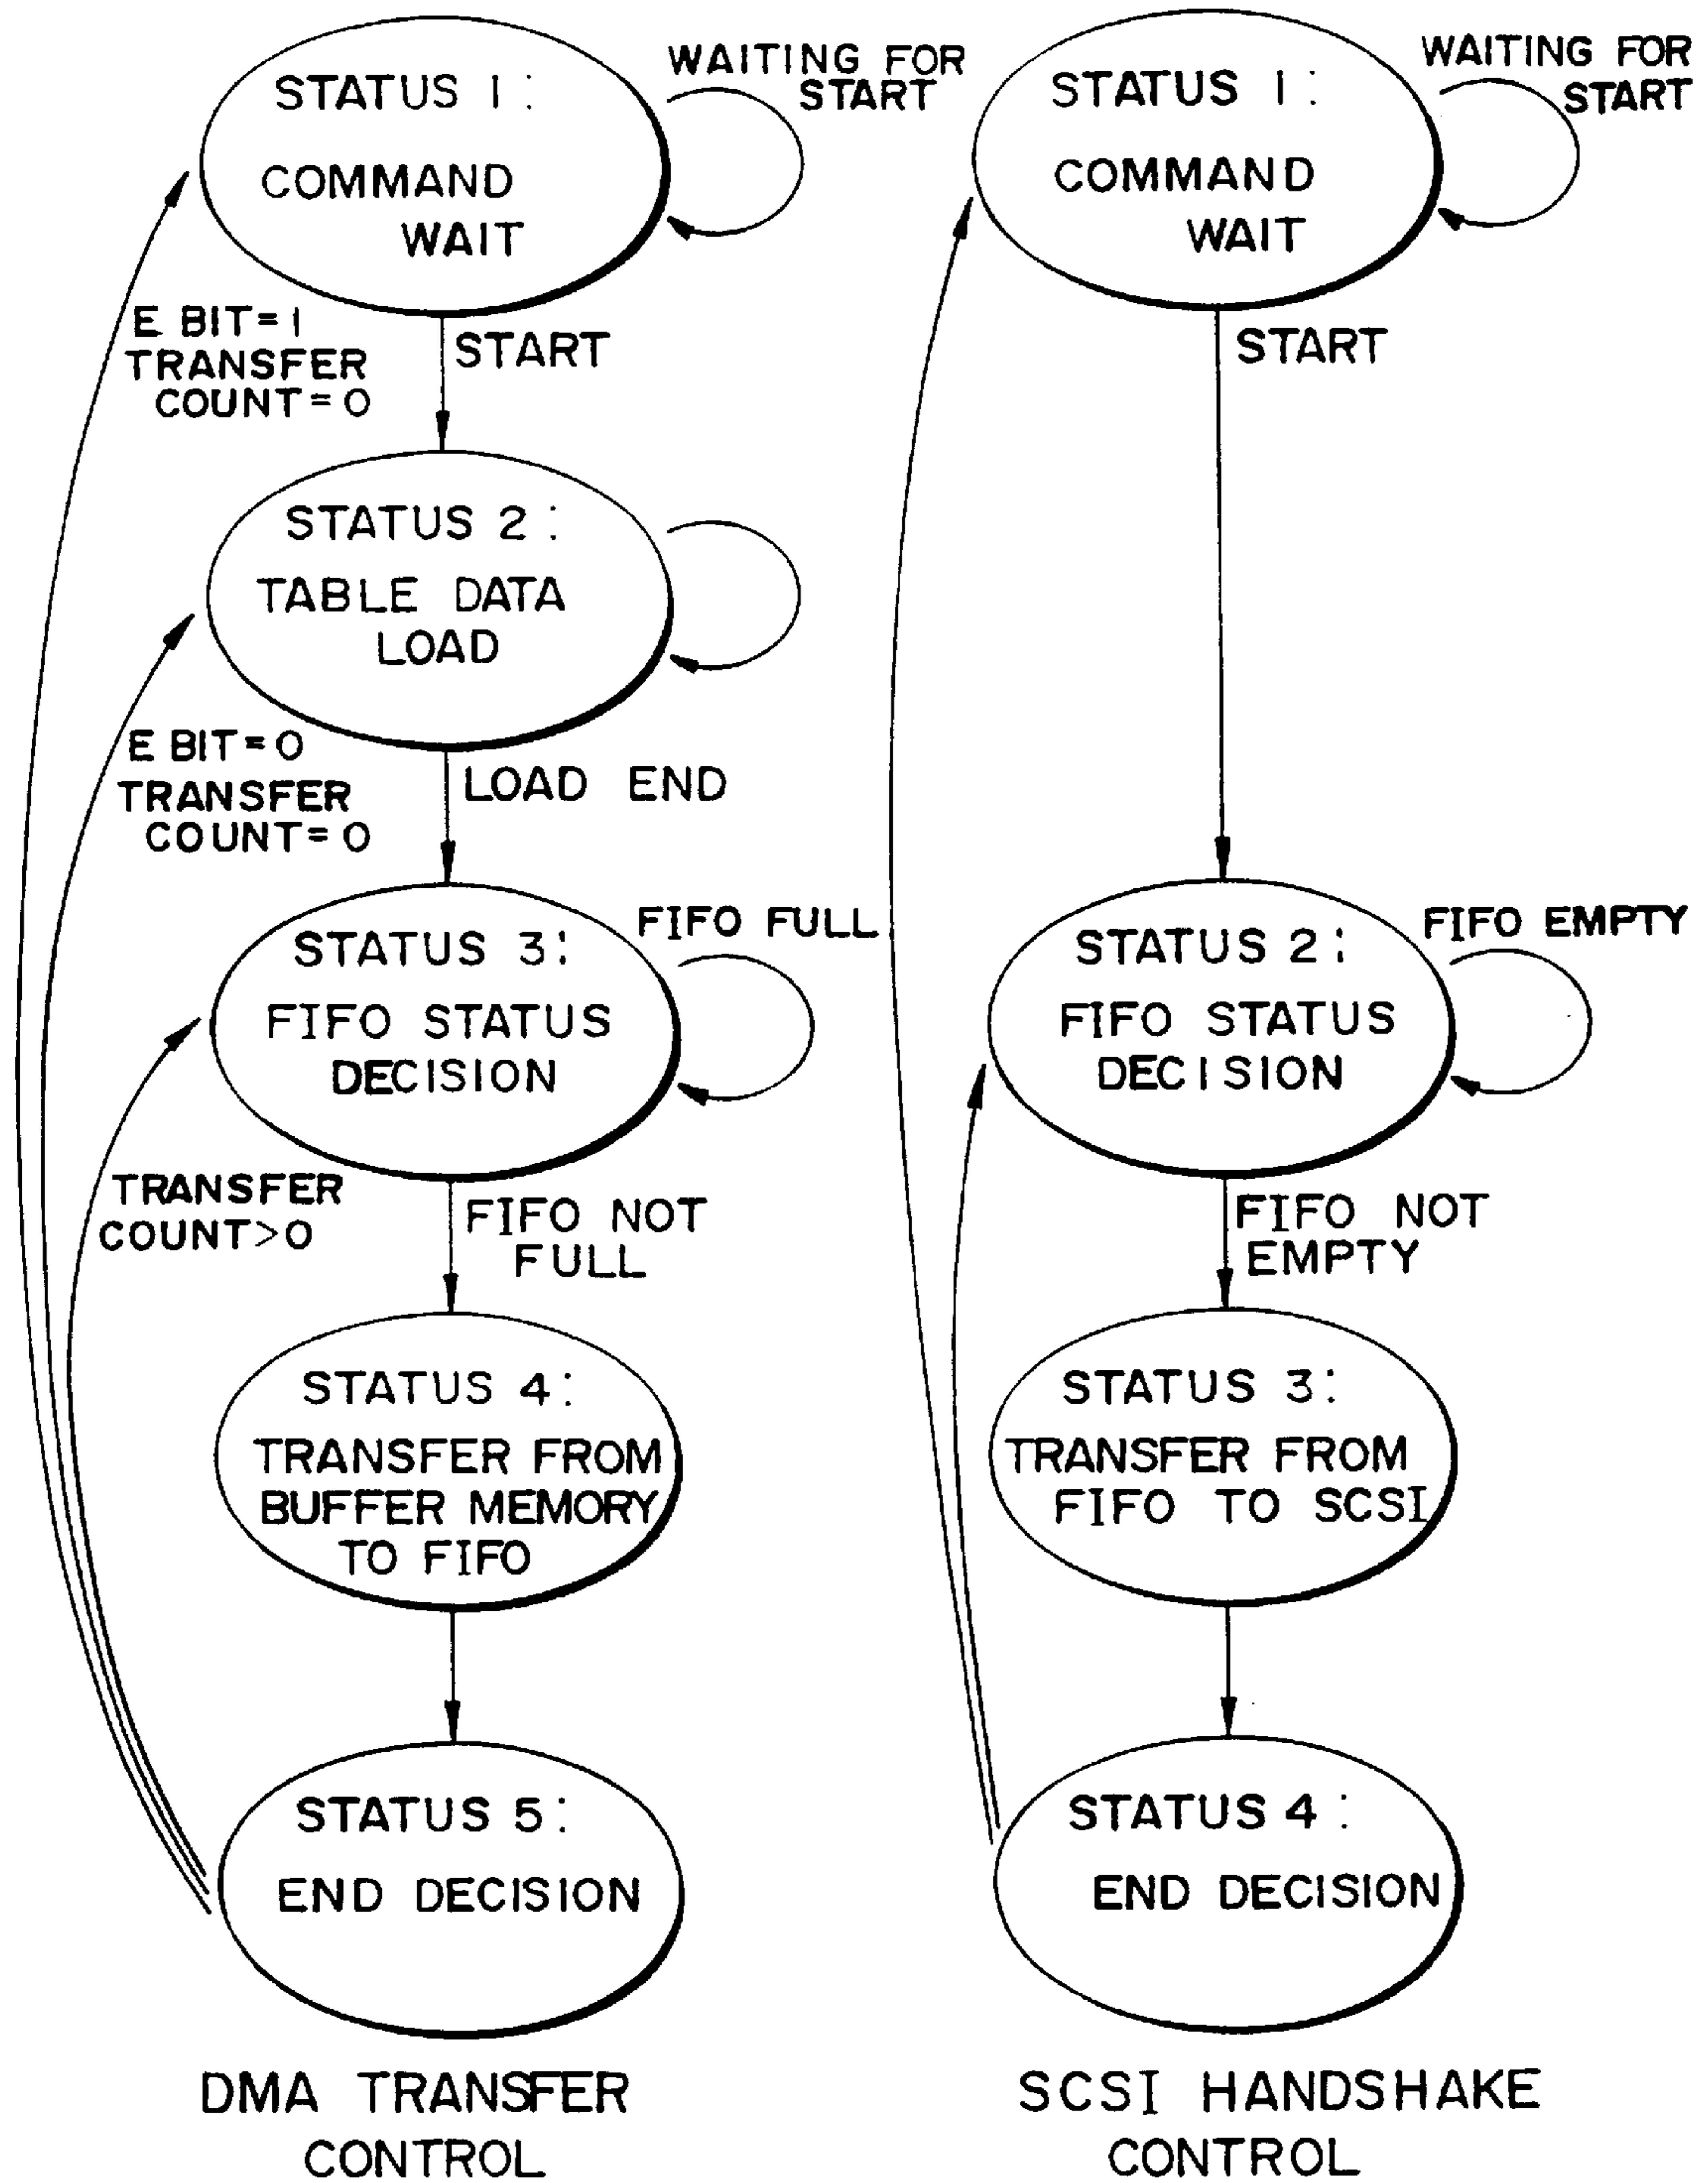 STATUS 1:
COMMAND
WAIT
WAITING FOR
START
E BIT=1
TRANSFER
COUNT=0
START
STATUS 2:
TABLE DATA
LOAD
E BIT=0
TRANSFER
COUNT=0
LOAD END
STATUS 3:
FIFO STATUS
DECISION
FIFO FULL
TRANSFER
COUNT>0
FIFO NOT
FULL
STATUS 4:
TRANSFER FROM
BUFFER MEMORY
TO FIFO
STATUS 5:
END DECISION
DMA TRANSFER
CONTROL
STATUS 1:
COMMAND
WAIT
WAITING FOR
START
START
STATUS 2:
FIFO STATUS
DECISION
FIFO EMPTY
FIFO NOT
EMPTY
STATUS 3:
TRANSFER FROM
FIFO TO SCSI
STATUS 4:
END DECISION
SCSI HANDSHAKE
CONTROL